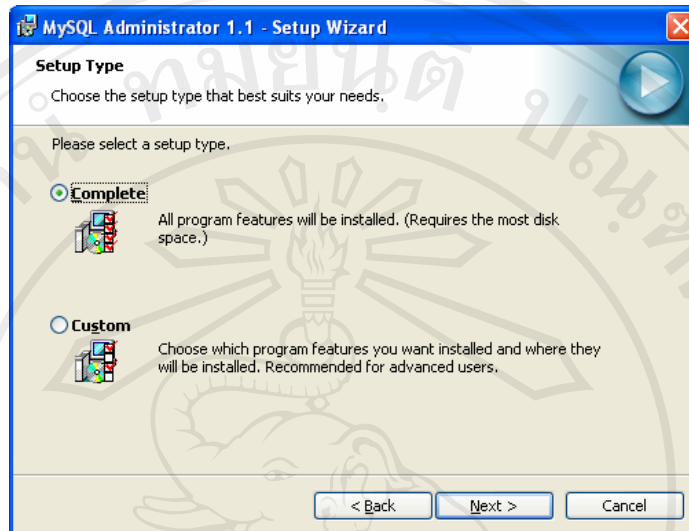 MySQL Administrator 1.1 - Setup Wizard
Setup Type
Choose the setup type that best suits your needs.
Please select a setup type.
Complete
All program features will be installed. (Requires the most disk
space.)
Custom
Choose which program features you want installed and where they
will be installed. Recommended for advanced users.
< Back Next > Cancel